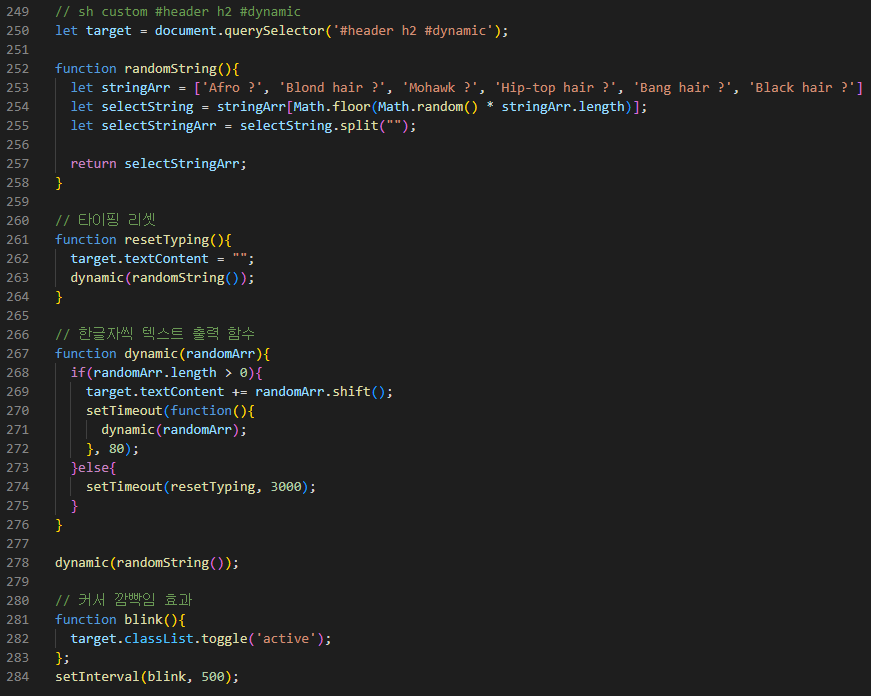 249 // sh custom #header h2 #dynamic
250 let target = document.querySelector('#header h2 #dynamic');
251
252 function randomString(){
253   let stringArr = ['Afro ?', 'Blond hair ?', 'Mohawk ?', 'Hip-top hair ?', 'Bang hair ?', 'Black hair ?']
254   let selectString = stringArr[Math.floor(Math.random() * stringArr.length)];
255   let selectStringArr = selectString.split("");
256
257   return selectStringArr;
258 }
259
260 // 타이핑 리셋
261 function resetTyping(){
262   target.textContent = "";
263   dynamic(randomString());
264 }
265
266 // 한글자씩 텍스트 출력 함수
267 function dynamic(randomArr){
268   if(randomArr.length > 0){
269     target.textContent += randomArr.shift();
270     setTimeout(function(){
271       dynamic(randomArr);
272     }, 80);
273   }else{
274     setTimeout(resetTyping, 3000);
275   }
276 }
277
278 dynamic(randomString());
279
280 // 커서 깜빡임 효과
281 function blink(){
282   target.classList.toggle('active');
283 };
284 setInterval(blink, 500);